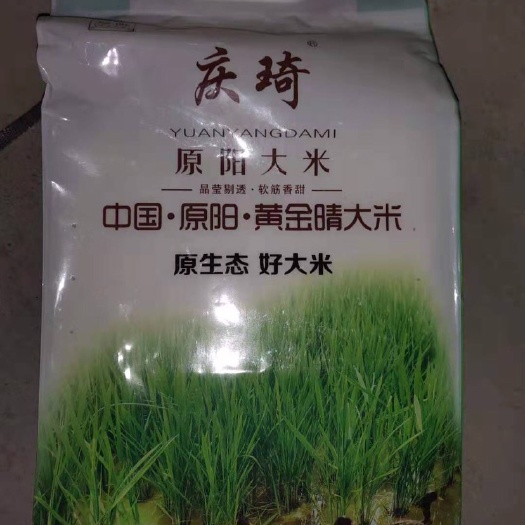 庆琦
YUANYANGDAMI
原阳大米
晶莹剔透·软筋香甜
中国·原阳·黄金晴大米
原生态 好大米